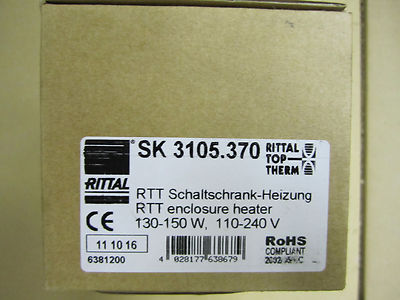 SK 3105.370
RITTAL
TOP
THERM
RITTAL
RTT Schaltschrank-Heizung
RTT enclosure heater
130-150 W, 110-240 V
CE
11 10 16
6381200
4 028177 638679
RoHS
COMPLIANT